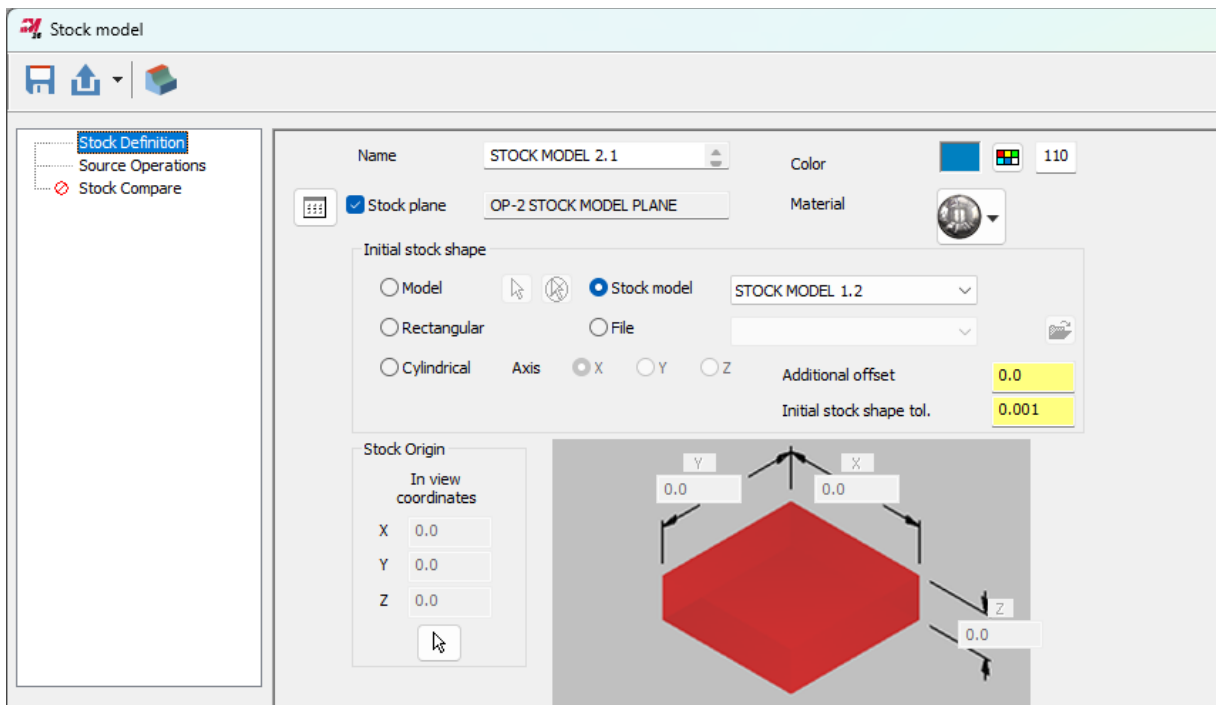 Stock model
Stock Definition
Source Operations
Stock Compare
Name STOCK MODEL 2.1 Color 110
Stock plane OP-2 STOCK MODEL PLANE Material
Initial stock shape
Model Stock model STOCK MODEL 1.2
Rectangular File
Cylindrical Axis X Y Z Additional offset 0.0
Initial stock shape tol. 0.001
Stock Origin
In view
coordinates
X 0.0
Y 0.0
Z 0.0
Y X
0.0 0.0
Z
0.0